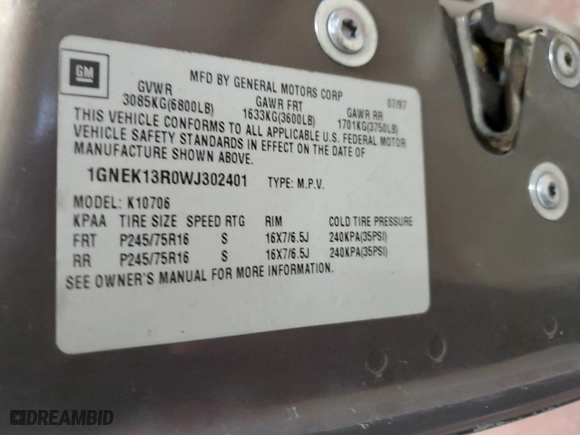 GM
MFD BY GENERAL MOTORS CORP 07/97
GVWR GAWR FRT GAWR RR
3085KG(6800LB) 1633KG(3600LB) 1701KG(3750LB)
THIS VEHICLE CONFORMS TO ALL APPLICABLE U.S. FEDERAL MOTOR
VEHICLE SAFETY STANDARDS IN EFFECT ON THE DATE OF
MANUFACTURE SHOWN ABOVE.
1GNEK13R0WJ302401 TYPE: M.P.V.
MODEL: K10706
KPAA TIRE SIZE SPEED RTG RIM COLD TIRE PRESSURE
FRT P245/75R16 S 16X7/6.5J 240KPA(35PSI)
RR P245/75R16 S 16X7/6.5J 240KPA(35PSI)
SEE OWNER'S MANUAL FOR MORE INFORMATION.
DREAMBID